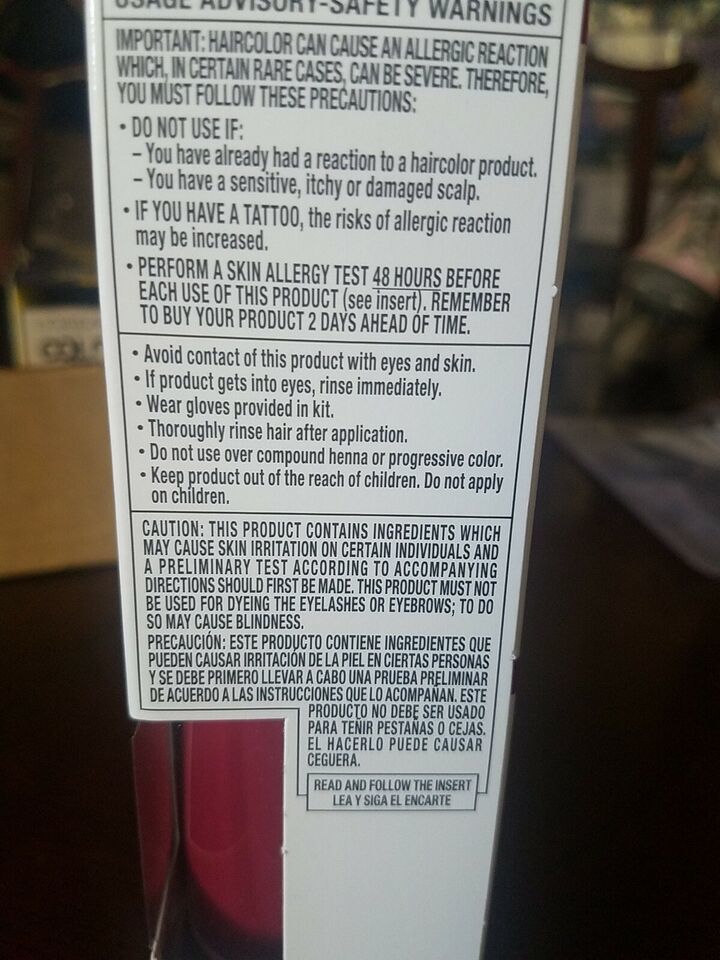 USAGE ADVISORY-SAFETY WARNINGS
IMPORTANT: HAIRCOLOR CAN CAUSE AN ALLERGIC REACTION
WHICH, IN CERTAIN RARE CASES, CAN BE SEVERE. THEREFORE,
YOU MUST FOLLOW THESE PRECAUTIONS:
• DO NOT USE IF:
– You have already had a reaction to a haircolor product.
– You have a sensitive, itchy or damaged scalp.
• IF YOU HAVE A TATTOO, the risks of allergic reaction
may be increased.
• PERFORM A SKIN ALLERGY TEST 48 HOURS BEFORE
EACH USE OF THIS PRODUCT (see insert). REMEMBER
TO BUY YOUR PRODUCT 2 DAYS AHEAD OF TIME.
• Avoid contact of this product with eyes and skin.
• If product gets into eyes, rinse immediately.
• Wear gloves provided in kit.
• Thoroughly rinse hair after application.
• Do not use over compound henna or progressive color.
• Keep product out of the reach of children. Do not apply
on children.
CAUTION: THIS PRODUCT CONTAINS INGREDIENTS WHICH
MAY CAUSE SKIN IRRITATION ON CERTAIN INDIVIDUALS AND
A PRELIMINARY TEST ACCORDING TO ACCOMPANYING
DIRECTIONS SHOULD FIRST BE MADE. THIS PRODUCT MUST NOT
BE USED FOR DYEING THE EYELASHES OR EYEBROWS; TO DO
SO MAY CAUSE BLINDNESS.
PRECAUCIÓN: ESTE PRODUCTO CONTIENE INGREDIENTES QUE
PUEDEN CAUSAR IRRITACIÓN DE LA PIEL EN CIERTAS PERSONAS
Y SE DEBE PRIMERO LLEVAR A CABO UNA PRUEBA PRELIMINAR
DE ACUERDO A LAS INSTRUCCIONES QUE LO ACOMPAÑAN. ESTE
PRODUCTO NO DEBE SER USADO
PARA TEÑIR PESTAÑAS O CEJAS.
EL HACERLO PUEDE CAUSAR
CEGUERA.
READ AND FOLLOW THE INSERT
LEA Y SIGA EL ENCARTE